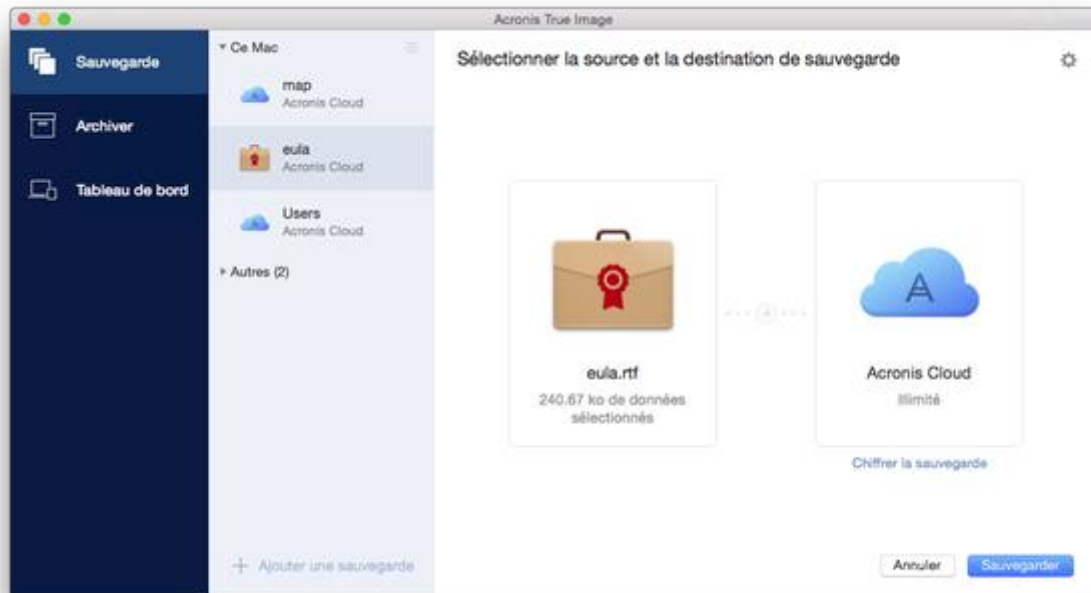 Acronis True Image
Sauvegarde
Archiver
Tableau de bord
Ce Mac
map
Acronis Cloud
eula
Acronis Cloud
Users
Acronis Cloud
Autres (2)
Ajouter une sauvegarde
Sélectionner la source et la destination de sauvegarde
eula.rtf
240.67 ko de données
sélectionnés
Acronis Cloud
Illimité
Chiffrer la sauvegarde
Annuler
Sauvegarder